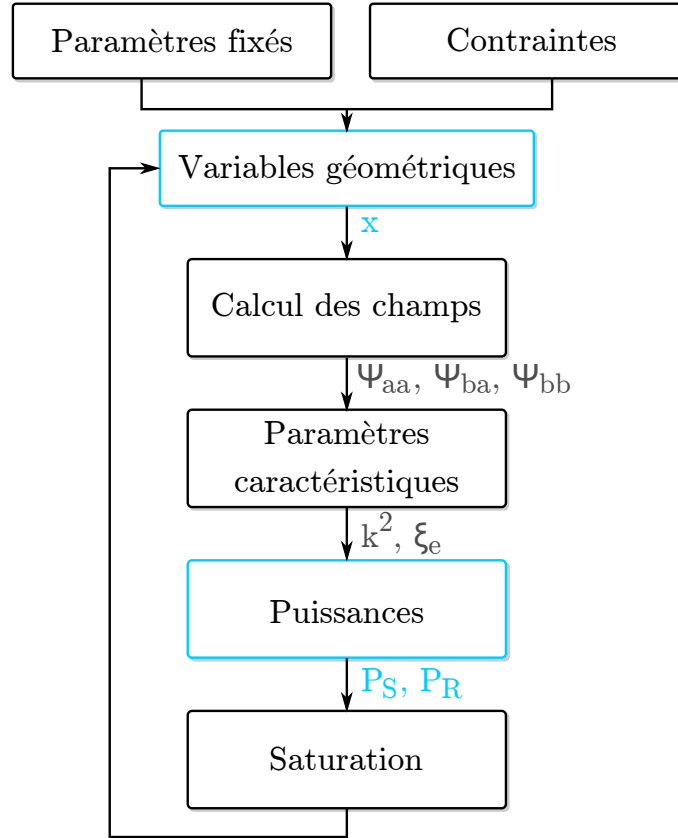 Paramètres fixés
Contraintes
Variables géométriques
x
Calcul des champs
Ψaa, Ψba, Ψbb
Paramètres
caractéristiques
k², ξe
Puissances
PS, PR
Saturation